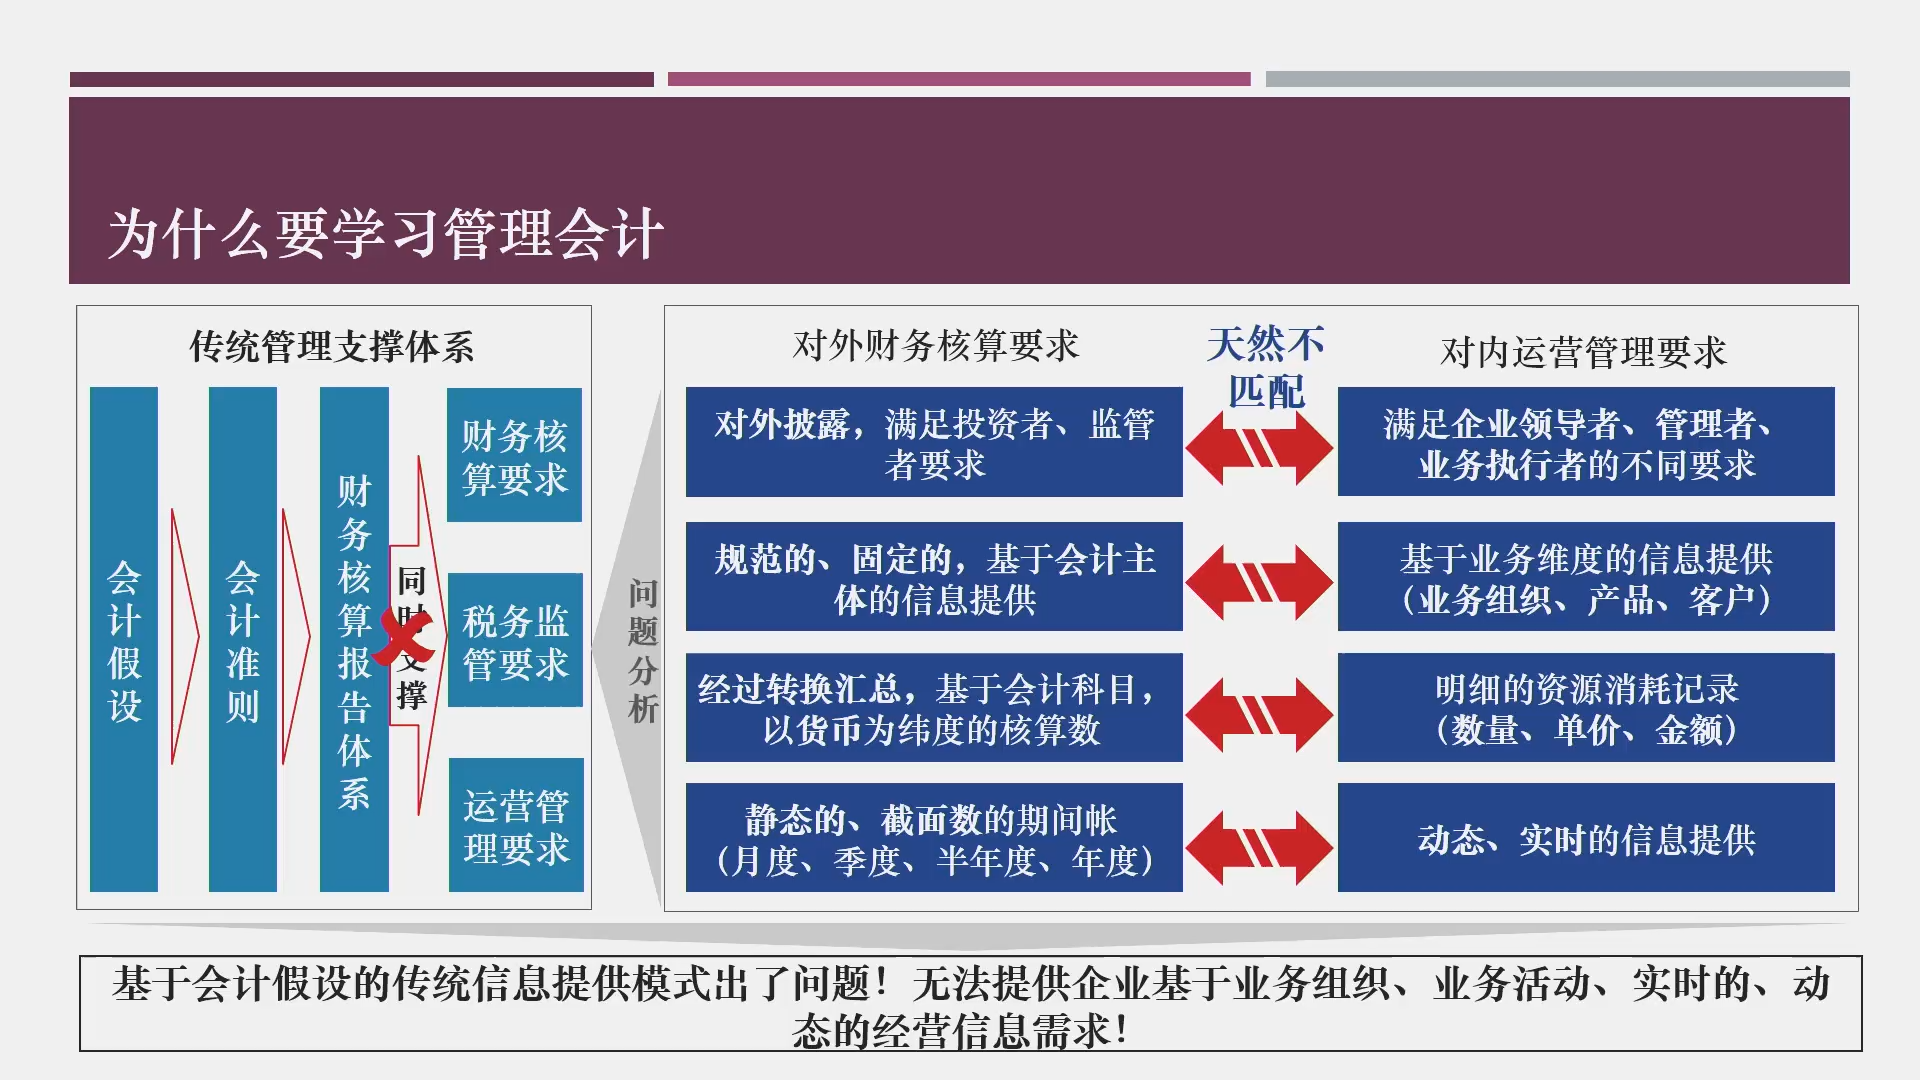 为什么要学习管理会计
传统管理支撑体系
会计假设
会计准则
财务核算报告体系
同时支撑
财务核
算要求
税务监
管要求
运营管
理要求
问题分析
对外财务核算要求
天然不
匹配
对内运营管理要求
对外披露，满足投资者、监管
者要求
满足企业领导者、管理者、
业务执行者的不同要求
规范的、固定的，基于会计主
体的信息提供
基于业务维度的信息提供
（业务组织、产品、客户）
经过转换汇总，基于会计科目，
以货币为纬度的核算数
明细的资源消耗记录
（数量、单价、金额）
静态的、截面数的期间帐
（月度、季度、半年度、年度）
动态、实时的信息提供
基于会计假设的传统信息提供模式出了问题！无法提供企业基于业务组织、业务活动、实时的、动
态的经营信息需求！